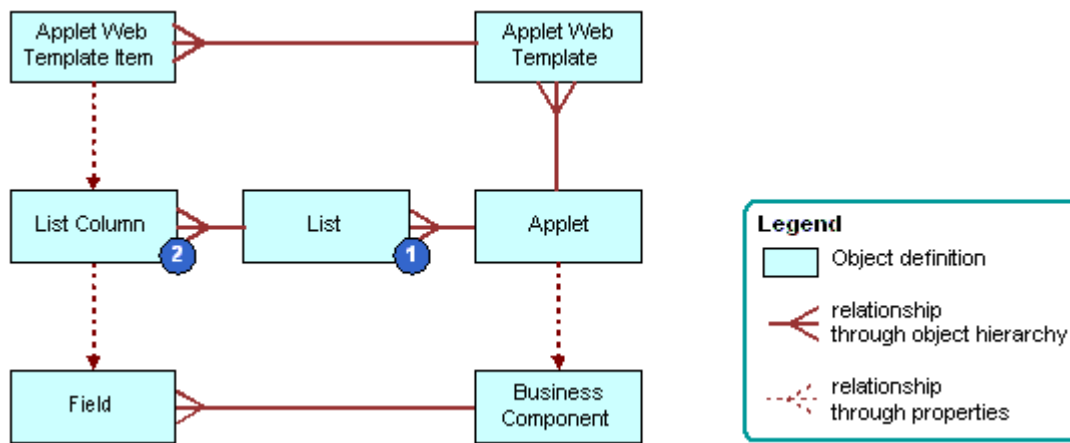 Applet Web
Template Item
Applet Web
Template
List Column
2
List
1
Applet
Field
Business
Component
Legend
Object definition
relationship
through object hierarchy
relationship
through properties